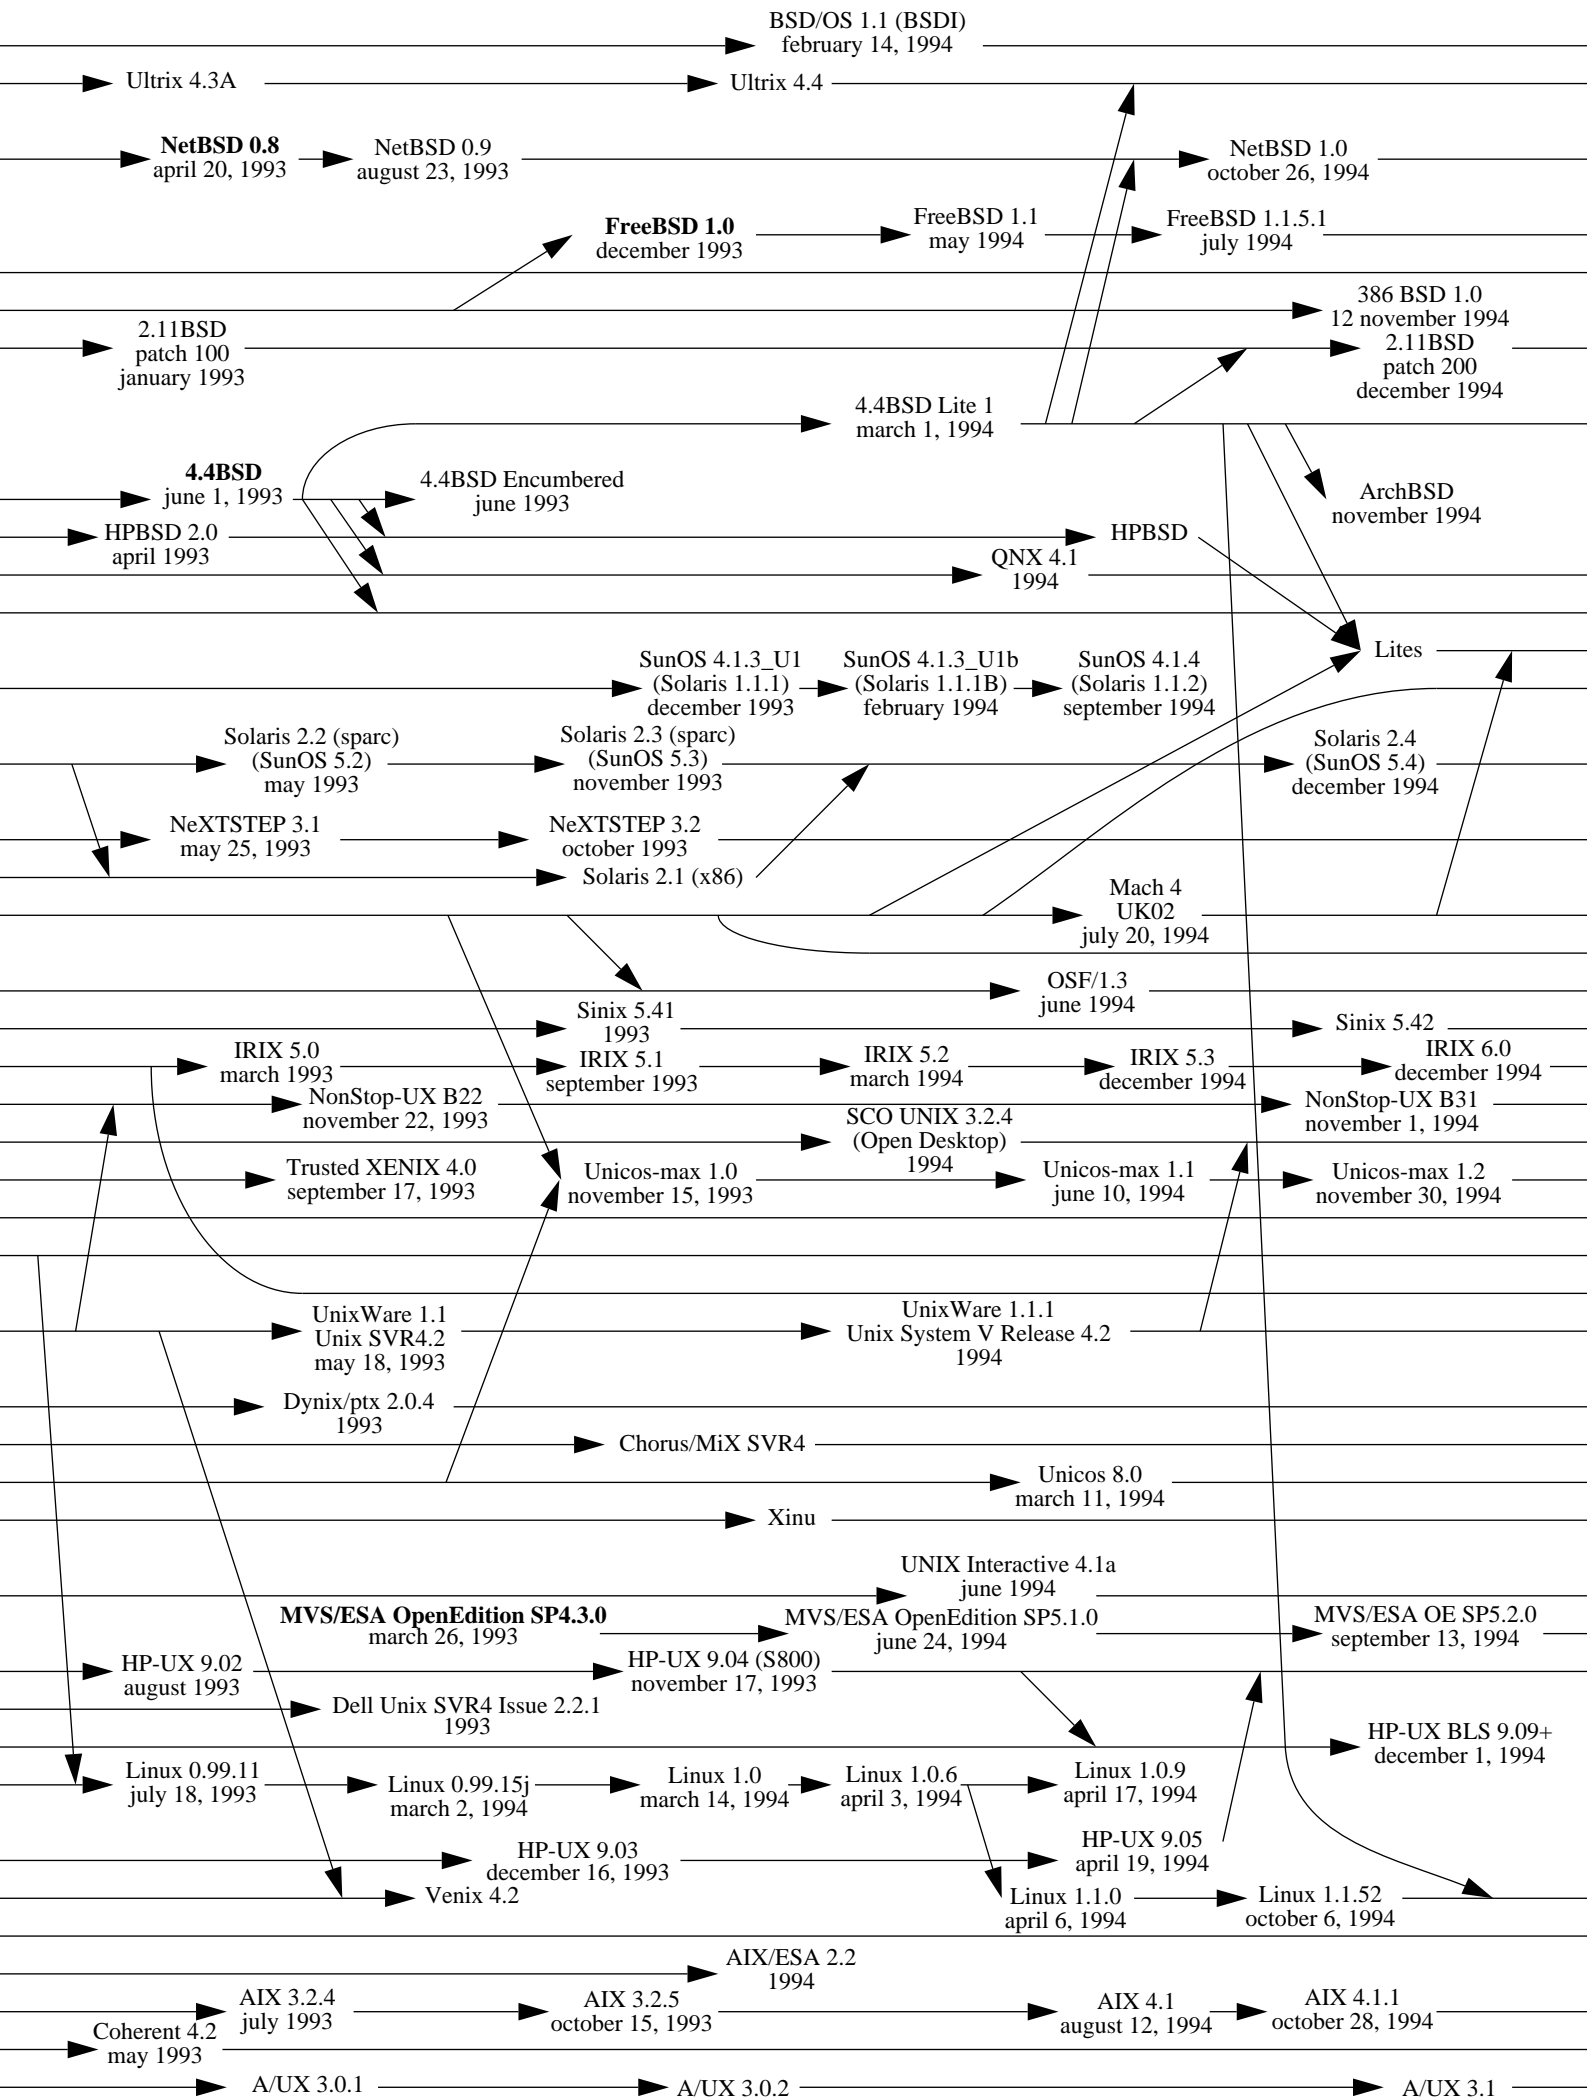 BSD/OS 1.1 (BSDI)
february 14, 1994
Ultrix 4.3A
Ultrix 4.4
NetBSD 0.8
april 20, 1993
NetBSD 0.9
august 23, 1993
NetBSD 1.0
october 26, 1994
FreeBSD 1.0
december 1993
FreeBSD 1.1
may 1994
FreeBSD 1.1.5.1
july 1994
386 BSD 1.0
12 november 1994
2.11BSD
patch 100
january 1993
2.11BSD
patch 200
december 1994
4.4BSD Lite 1
march 1, 1994
4.4BSD
june 1, 1993
4.4BSD Encumbered
june 1993
ArchBSD
november 1994
HPBSD 2.0
april 1993
HPBSD
QNX 4.1
1994
Lites
SunOS 4.1.3_U1
(Solaris 1.1.1)
december 1993
SunOS 4.1.3_U1b
(Solaris 1.1.1B)
february 1994
SunOS 4.1.4
(Solaris 1.1.2)
september 1994
Solaris 2.2 (sparc)
(SunOS 5.2)
may 1993
Solaris 2.3 (sparc)
(SunOS 5.3)
november 1993
Solaris 2.4
(SunOS 5.4)
december 1994
NeXTSTEP 3.1
may 25, 1993
NeXTSTEP 3.2
october 1993
Solaris 2.1 (x86)
Mach 4
UK02
july 20, 1994
OSF/1.3
june 1994
Sinix 5.41
1993
Sinix 5.42
IRIX 5.0
march 1993
IRIX 5.1
september 1993
IRIX 5.2
march 1994
IRIX 5.3
december 1994
IRIX 6.0
december 1994
NonStop-UX B22
november 22, 1993
NonStop-UX B31
november 1, 1994
SCO UNIX 3.2.4
(Open Desktop)
1994
Trusted XENIX 4.0
september 17, 1993
Unicos-max 1.0
november 15, 1993
Unicos-max 1.1
june 10, 1994
Unicos-max 1.2
november 30, 1994
UnixWare 1.1
Unix SVR4.2
may 18, 1993
UnixWare 1.1.1
Unix System V Release 4.2
1994
Dynix/ptx 2.0.4
1993
Chorus/MiX SVR4
Unicos 8.0
march 11, 1994
Xinu
UNIX Interactive 4.1a
june 1994
MVS/ESA OpenEdition SP4.3.0
march 26, 1993
MVS/ESA OpenEdition SP5.1.0
june 24, 1994
MVS/ESA OE SP5.2.0
september 13, 1994
HP-UX 9.02
august 1993
HP-UX 9.04 (S800)
november 17, 1993
Dell Unix SVR4 Issue 2.2.1
1993
HP-UX BLS 9.09+
december 1, 1994
Linux 0.99.11
july 18, 1993
Linux 0.99.15j
march 2, 1994
Linux 1.0
march 14, 1994
Linux 1.0.6
april 3, 1994
Linux 1.0.9
april 17, 1994
HP-UX 9.03
december 16, 1993
HP-UX 9.05
april 19, 1994
Venix 4.2
Linux 1.1.0
april 6, 1994
Linux 1.1.52
october 6, 1994
AIX/ESA 2.2
1994
AIX 3.2.4
july 1993
AIX 3.2.5
october 15, 1993
AIX 4.1
august 12, 1994
AIX 4.1.1
october 28, 1994
Coherent 4.2
may 1993
A/UX 3.0.1
A/UX 3.0.2
A/UX 3.1